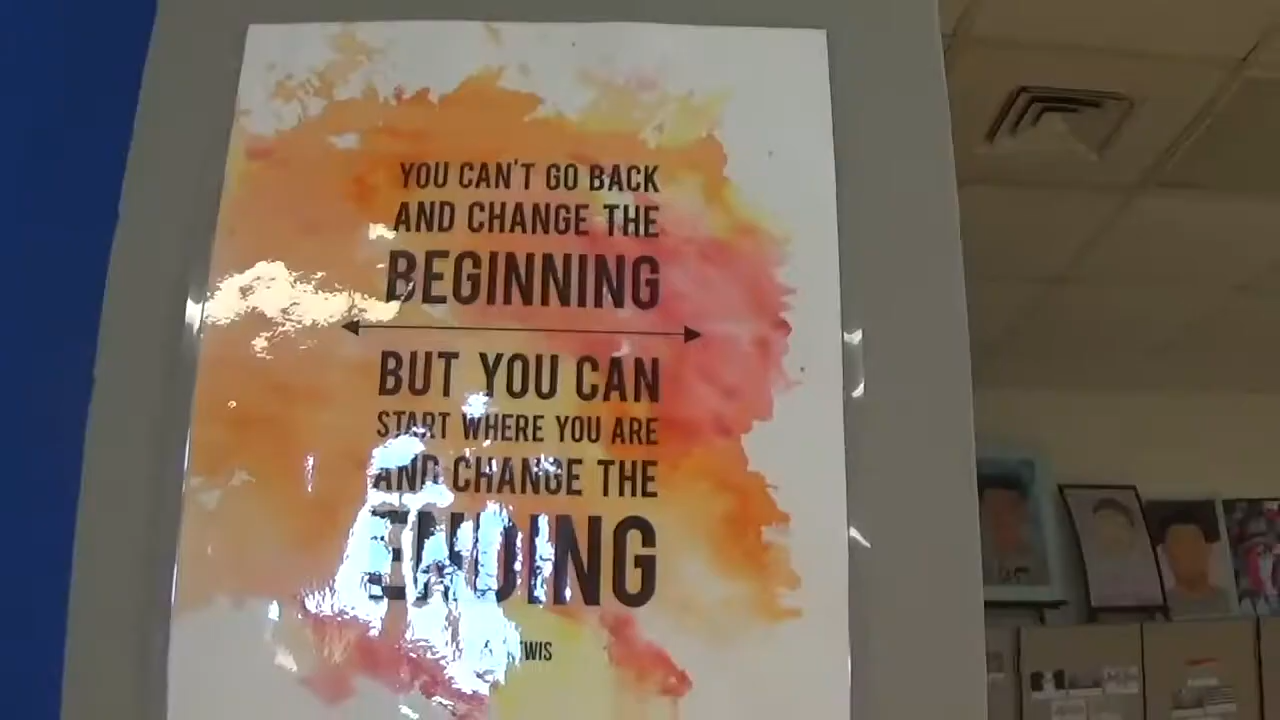 YOU CAN'T GO BACK
AND CHANGE THE
BEGINNING
BUT YOU CAN
START WHERE YOU ARE
AND CHANGE THE
ENDING